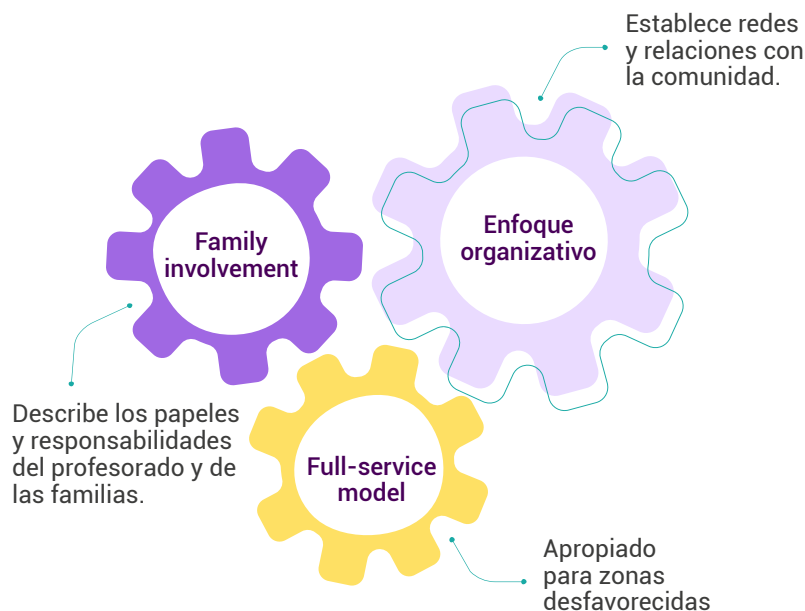 Establece redes
y relaciones con
la comunidad.
Family
involvement
Enfoque
organizativo
Describe los papeles
y responsabilidades
del profesorado y de
las familias.
Full-service
model
Apropiado
para zonas
desfavorecidas